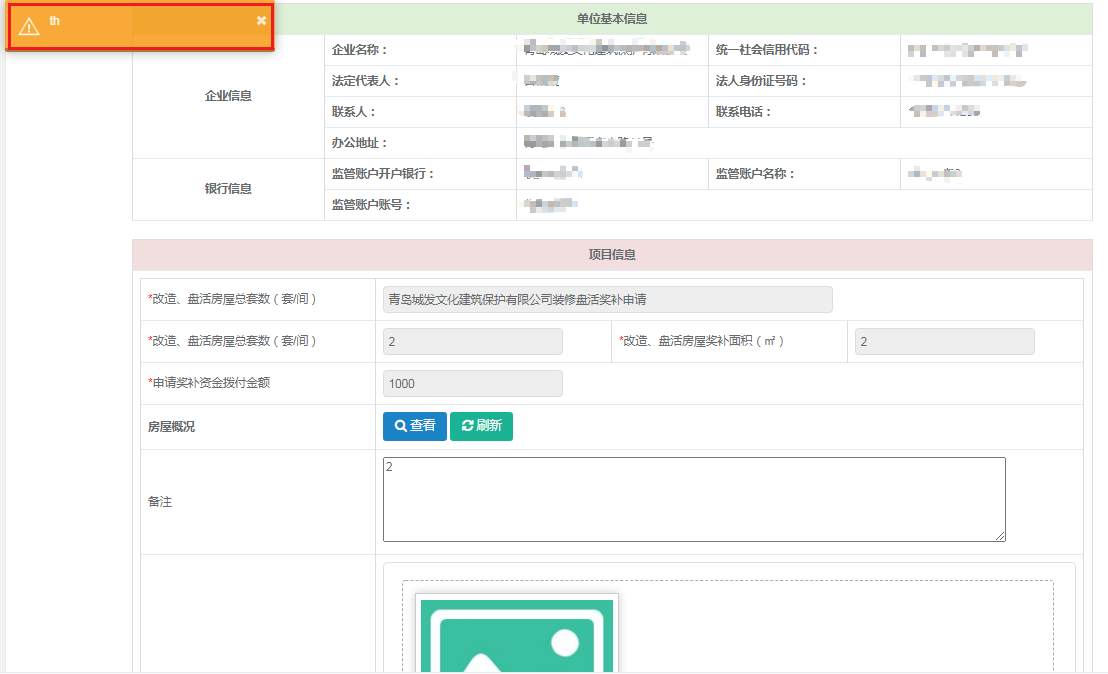 th
单位基本信息
企业信息
企业名称：
统一社会信用代码：
法定代表人：
法人身份证号码：
联系人：
联系电话：
办公地址：
银行信息
监管账户开户银行：
监管账户名称：
监管账户账号：
项目信息
*改造、盘活房屋总套数（套/间）
青岛城发文化建筑保护有限公司装修盘活奖补申请
*改造、盘活房屋总套数（套/间）
2
*改造、盘活房屋奖补面积（㎡）
2
*申请奖补资金拨付金额
1000
房屋概况
查看
刷新
备注
2